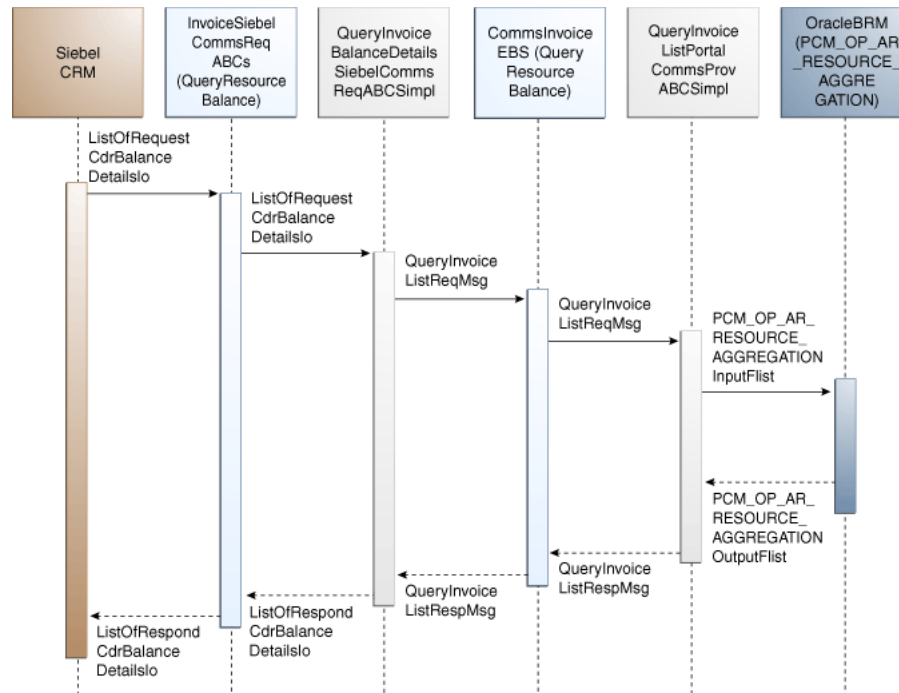 Siebel
CRM
InvoiceSiebel
CommsReq
ABCs
(QueryResource
Balance)
QueryInvoice
BalanceDetails
SiebelComms
ReqABCSimpl
CommsInvoice
EBS (Query
Resource
Balance)
QueryInvoice
ListPortal
CommsProv
ABCSimpl
OracleBRM
(PCM_OP_AR
_RESOURCE_
AGGRE
GATION)
ListOfRequest
CdrBalance
DetailsIo
ListOfRequest
CdrBalance
DetailsIo
QueryInvoice
ListReqMsg
QueryInvoice
ListReqMsg
PCM_OP_AR_
RESOURCE_
AGGREGATION
InputFlist
PCM_OP_AR_
RESOURCE_
AGGREGATION
OutputFlist
QueryInvoice
ListRespMsg
QueryInvoice
ListRespMsg
ListOfRespond
CdrBalance
DetailsIo
ListOfRespond
CdrBalance
DetailsIo